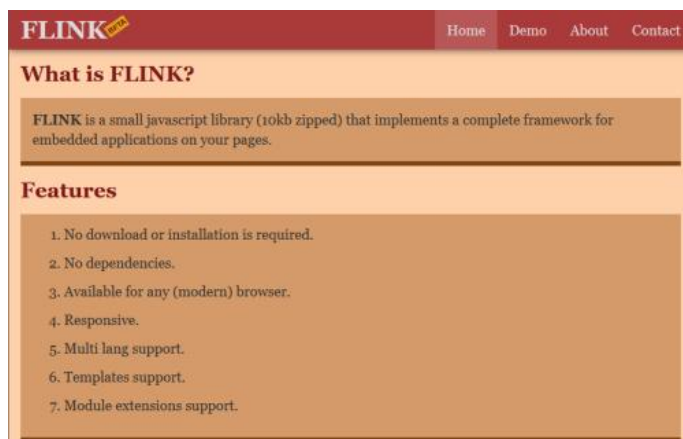 FLINK BETA
Home Demo About Contact
What is FLINK?
FLINK is a small javascript library (10kb zipped) that implements a complete framework for
embedded applications on your pages.
Features
1. No download or installation is required.
2. No dependencies.
3. Available for any (modern) browser.
4. Responsive.
5. Multi lang support.
6. Templates support.
7. Module extensions support.